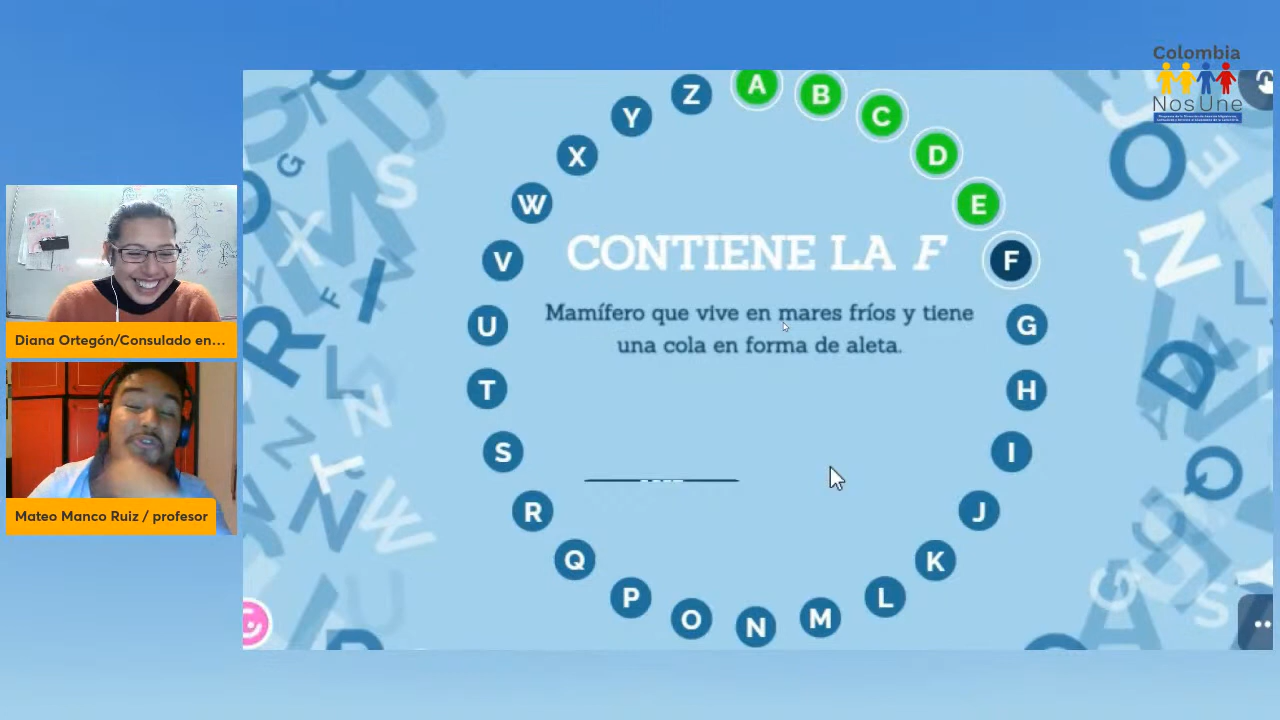 Colombia
NosUne
Z
A
B
C
D
E
F
G
H
I
J
K
L
M
N
O
P
Q
R
S
T
U
V
W
X
Y
CONTIENE LA F
Mamífero que vive en mares fríos y tiene
una cola en forma de aleta.
Diana Ortegón/Consulado en...
Mateo Manco Ruiz / profesor